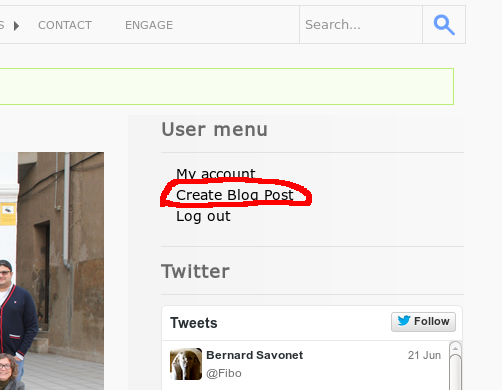 S CONTACT ENGAGE Search...
User menu
My account
Create Blog Post
Log out
Twitter
Tweets Follow
Bernard Savonet 21 Jun
@Fibo